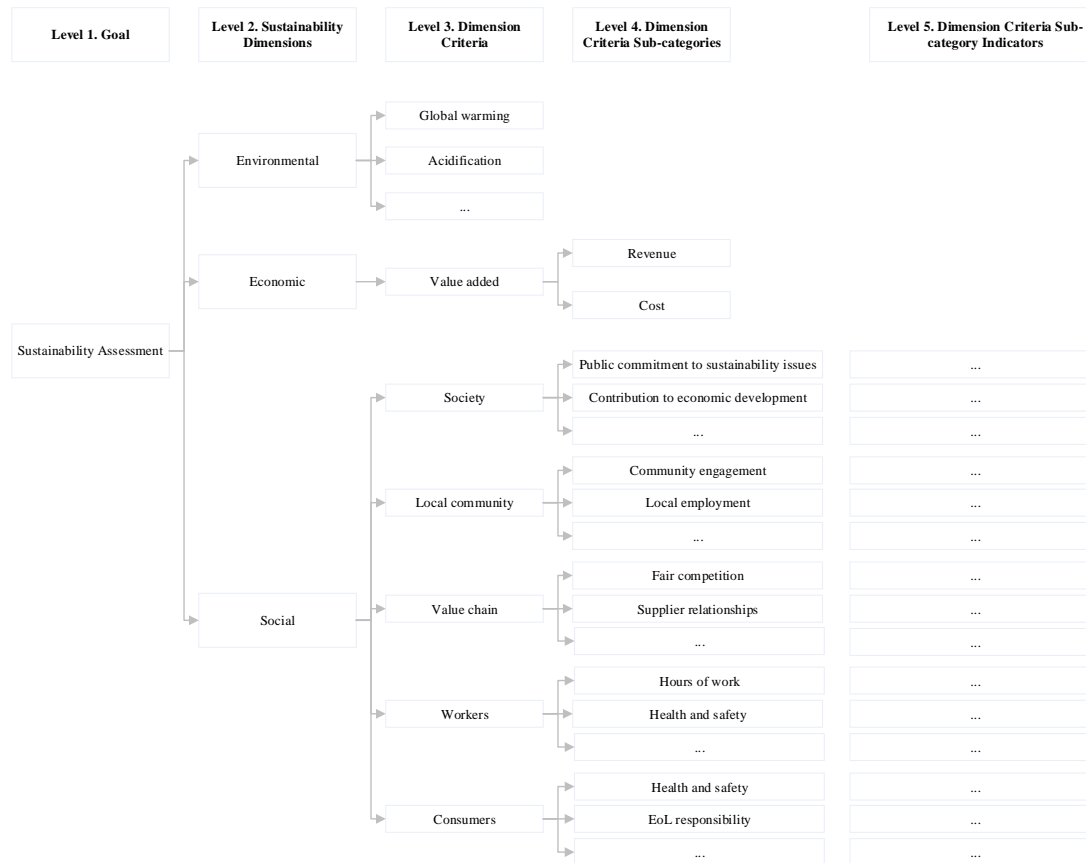 Level 1. Goal
Level 2. Sustainability
Dimensions
Level 3. Dimension
Criteria
Level 4. Dimension
Criteria Sub-categories
Level 5. Dimension Criteria Sub-
category Indicators
Global warming
Environmental
Acidification
...
Revenue
Economic
Value added
Cost
Sustainability Assessment
Public commitment to sustainability issues
...
Society
Contribution to economic development
...
...
...
Community engagement
...
Local community
Local employment
...
...
...
Fair competition
...
Social
Value chain
Supplier relationships
...
...
...
Hours of work
...
Workers
Health and safety
...
...
...
Health and safety
...
Consumers
EoL responsibility
...
...
...